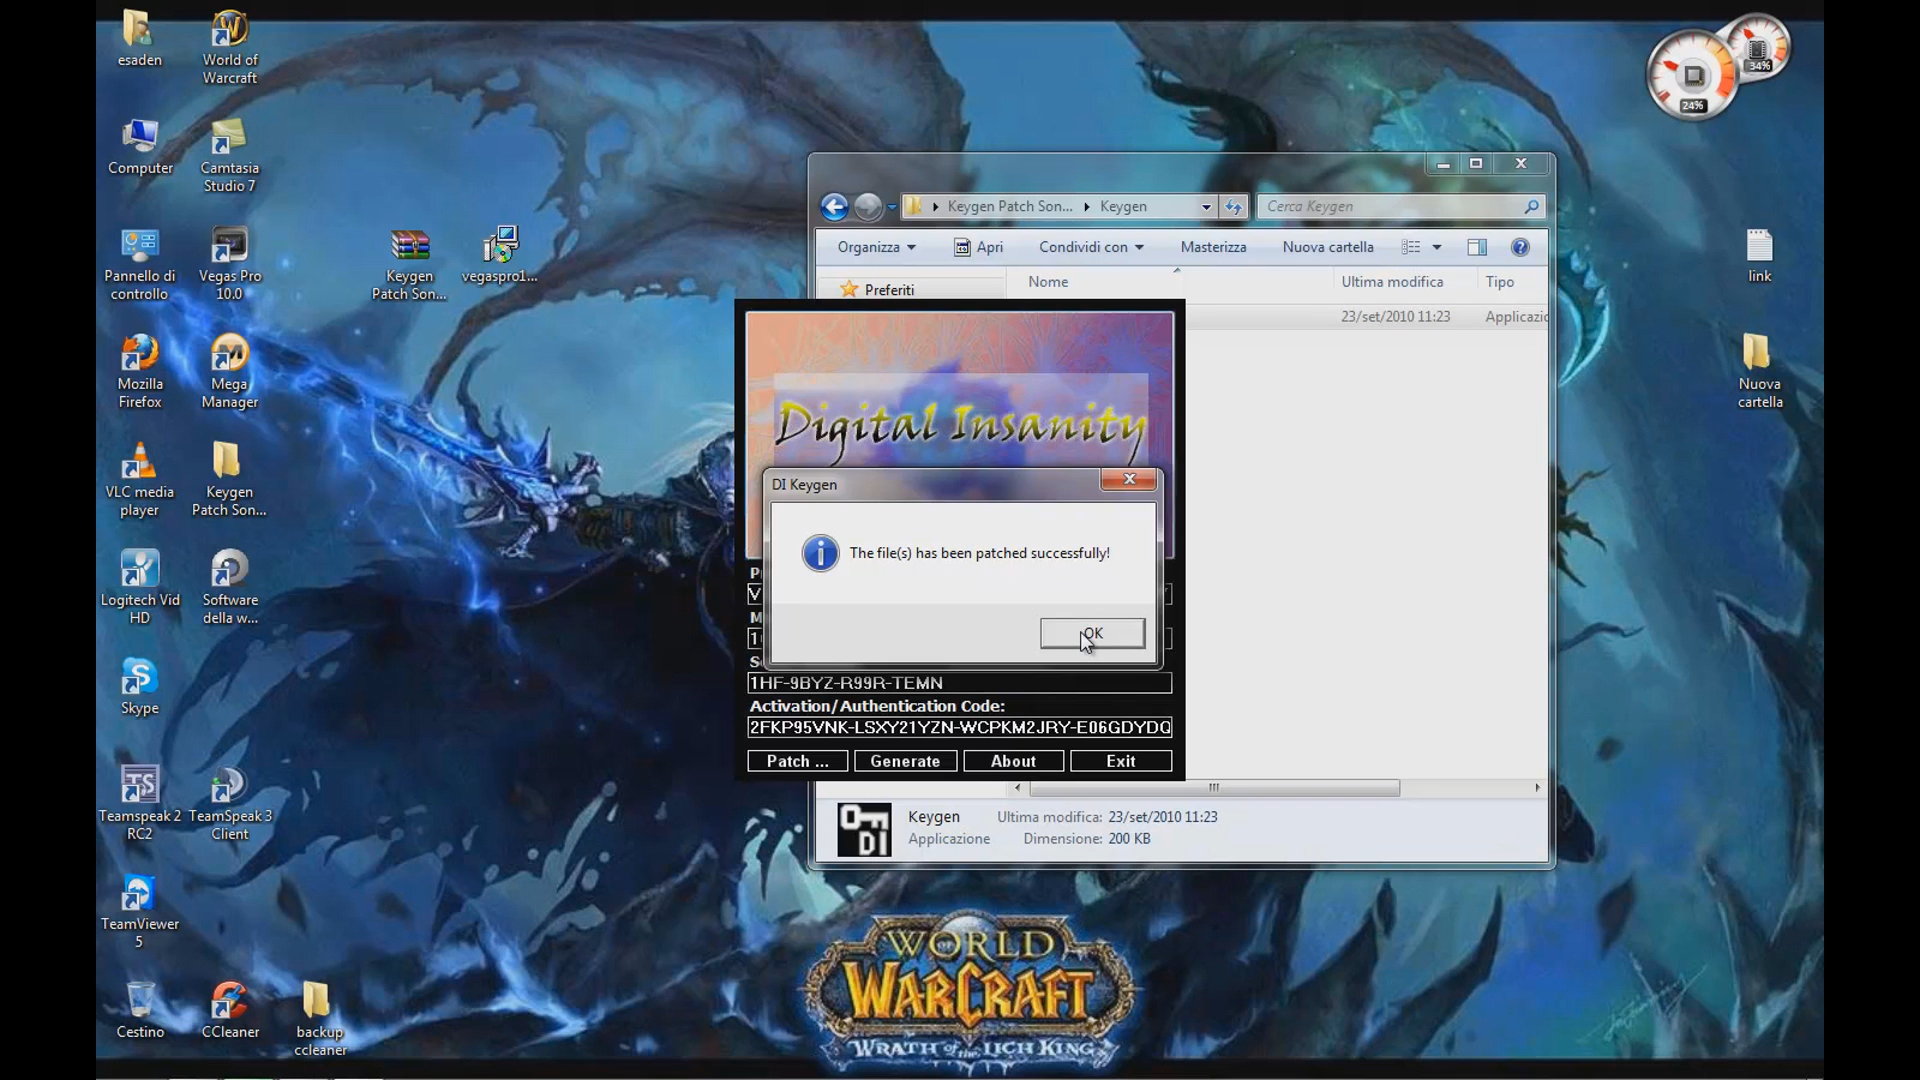 esaden
World of
Warcraft
Computer
Camtasia
Studio 7
Pannello di
controllo
Vegas Pro
10.0
Keygen
Patch Son...
vegaspro1...
Mozilla
Firefox
Mega
Manager
VLC media
player
Keygen
Patch Son...
Logitech Vid
HD
Software
della w...
Skype
Teamspeak 2
RC2
TeamSpeak 3
Client
TeamViewer
5
Cestino
CCleaner
backup
ccleaner
24%
34%
link
Nuova
cartella
Keygen Patch Son... Keygen
Cerca Keygen
Organizza Apri Condividi con Masterizza Nuova cartella
Preferiti
Nome Ultima modifica Tipo
23/set/2010 11:23 Applicazio
Digital Insanity
DI Keygen
The file(s) has been patched successfully!
OK
1HF-9BYZ-R99R-TEMN
Activation/Authentication Code:
2FKP95VNK-LSXY21YZN-WCPKM2JRY-E06GDYDQ
Patch ... Generate About Exit
Keygen Ultima modifica: 23/set/2010 11:23
Applicazione Dimensione: 200 KB
WORLD
OF
WARCRAFT
WRATH of the LICH KING